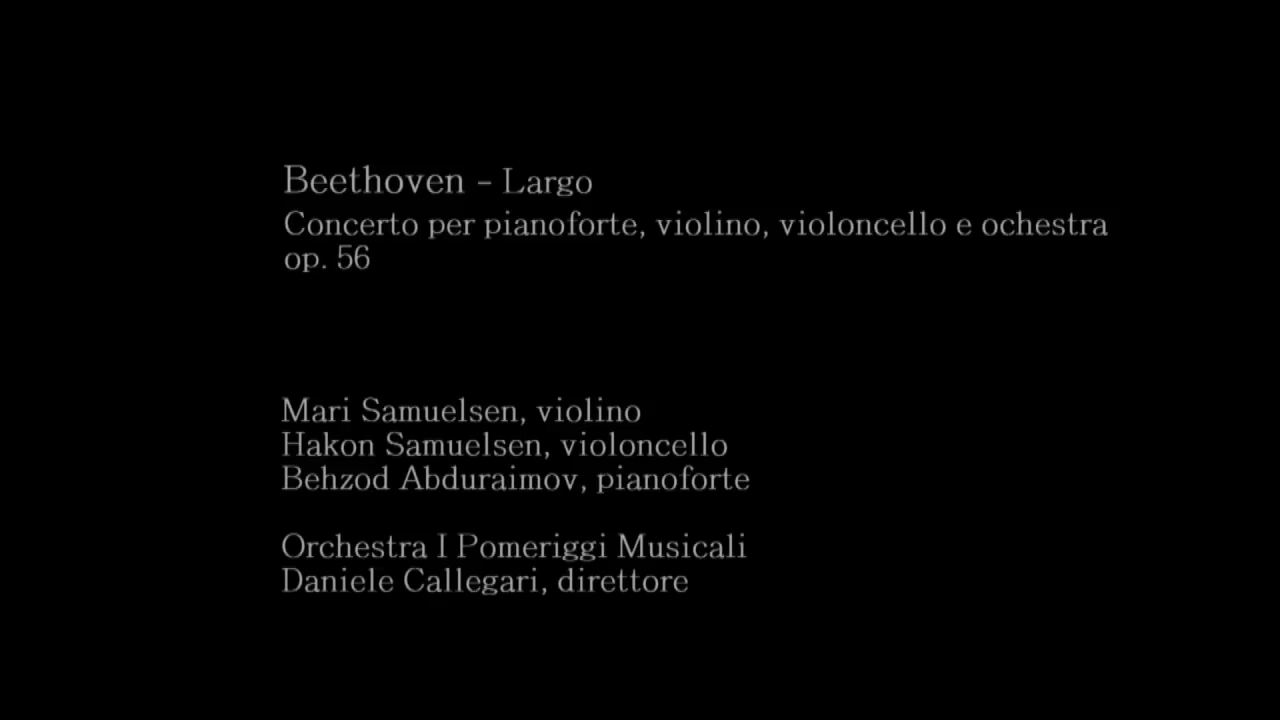 Beethoven - Largo
Concerto per pianoforte, violino, violoncello e ochestra
op. 56
Mari Samuelsen, violino
Hakon Samuelsen, violoncello
Behzod Abduraimov, pianoforte
Orchestra I Pomeriggi Musicali
Daniele Callegari, direttore